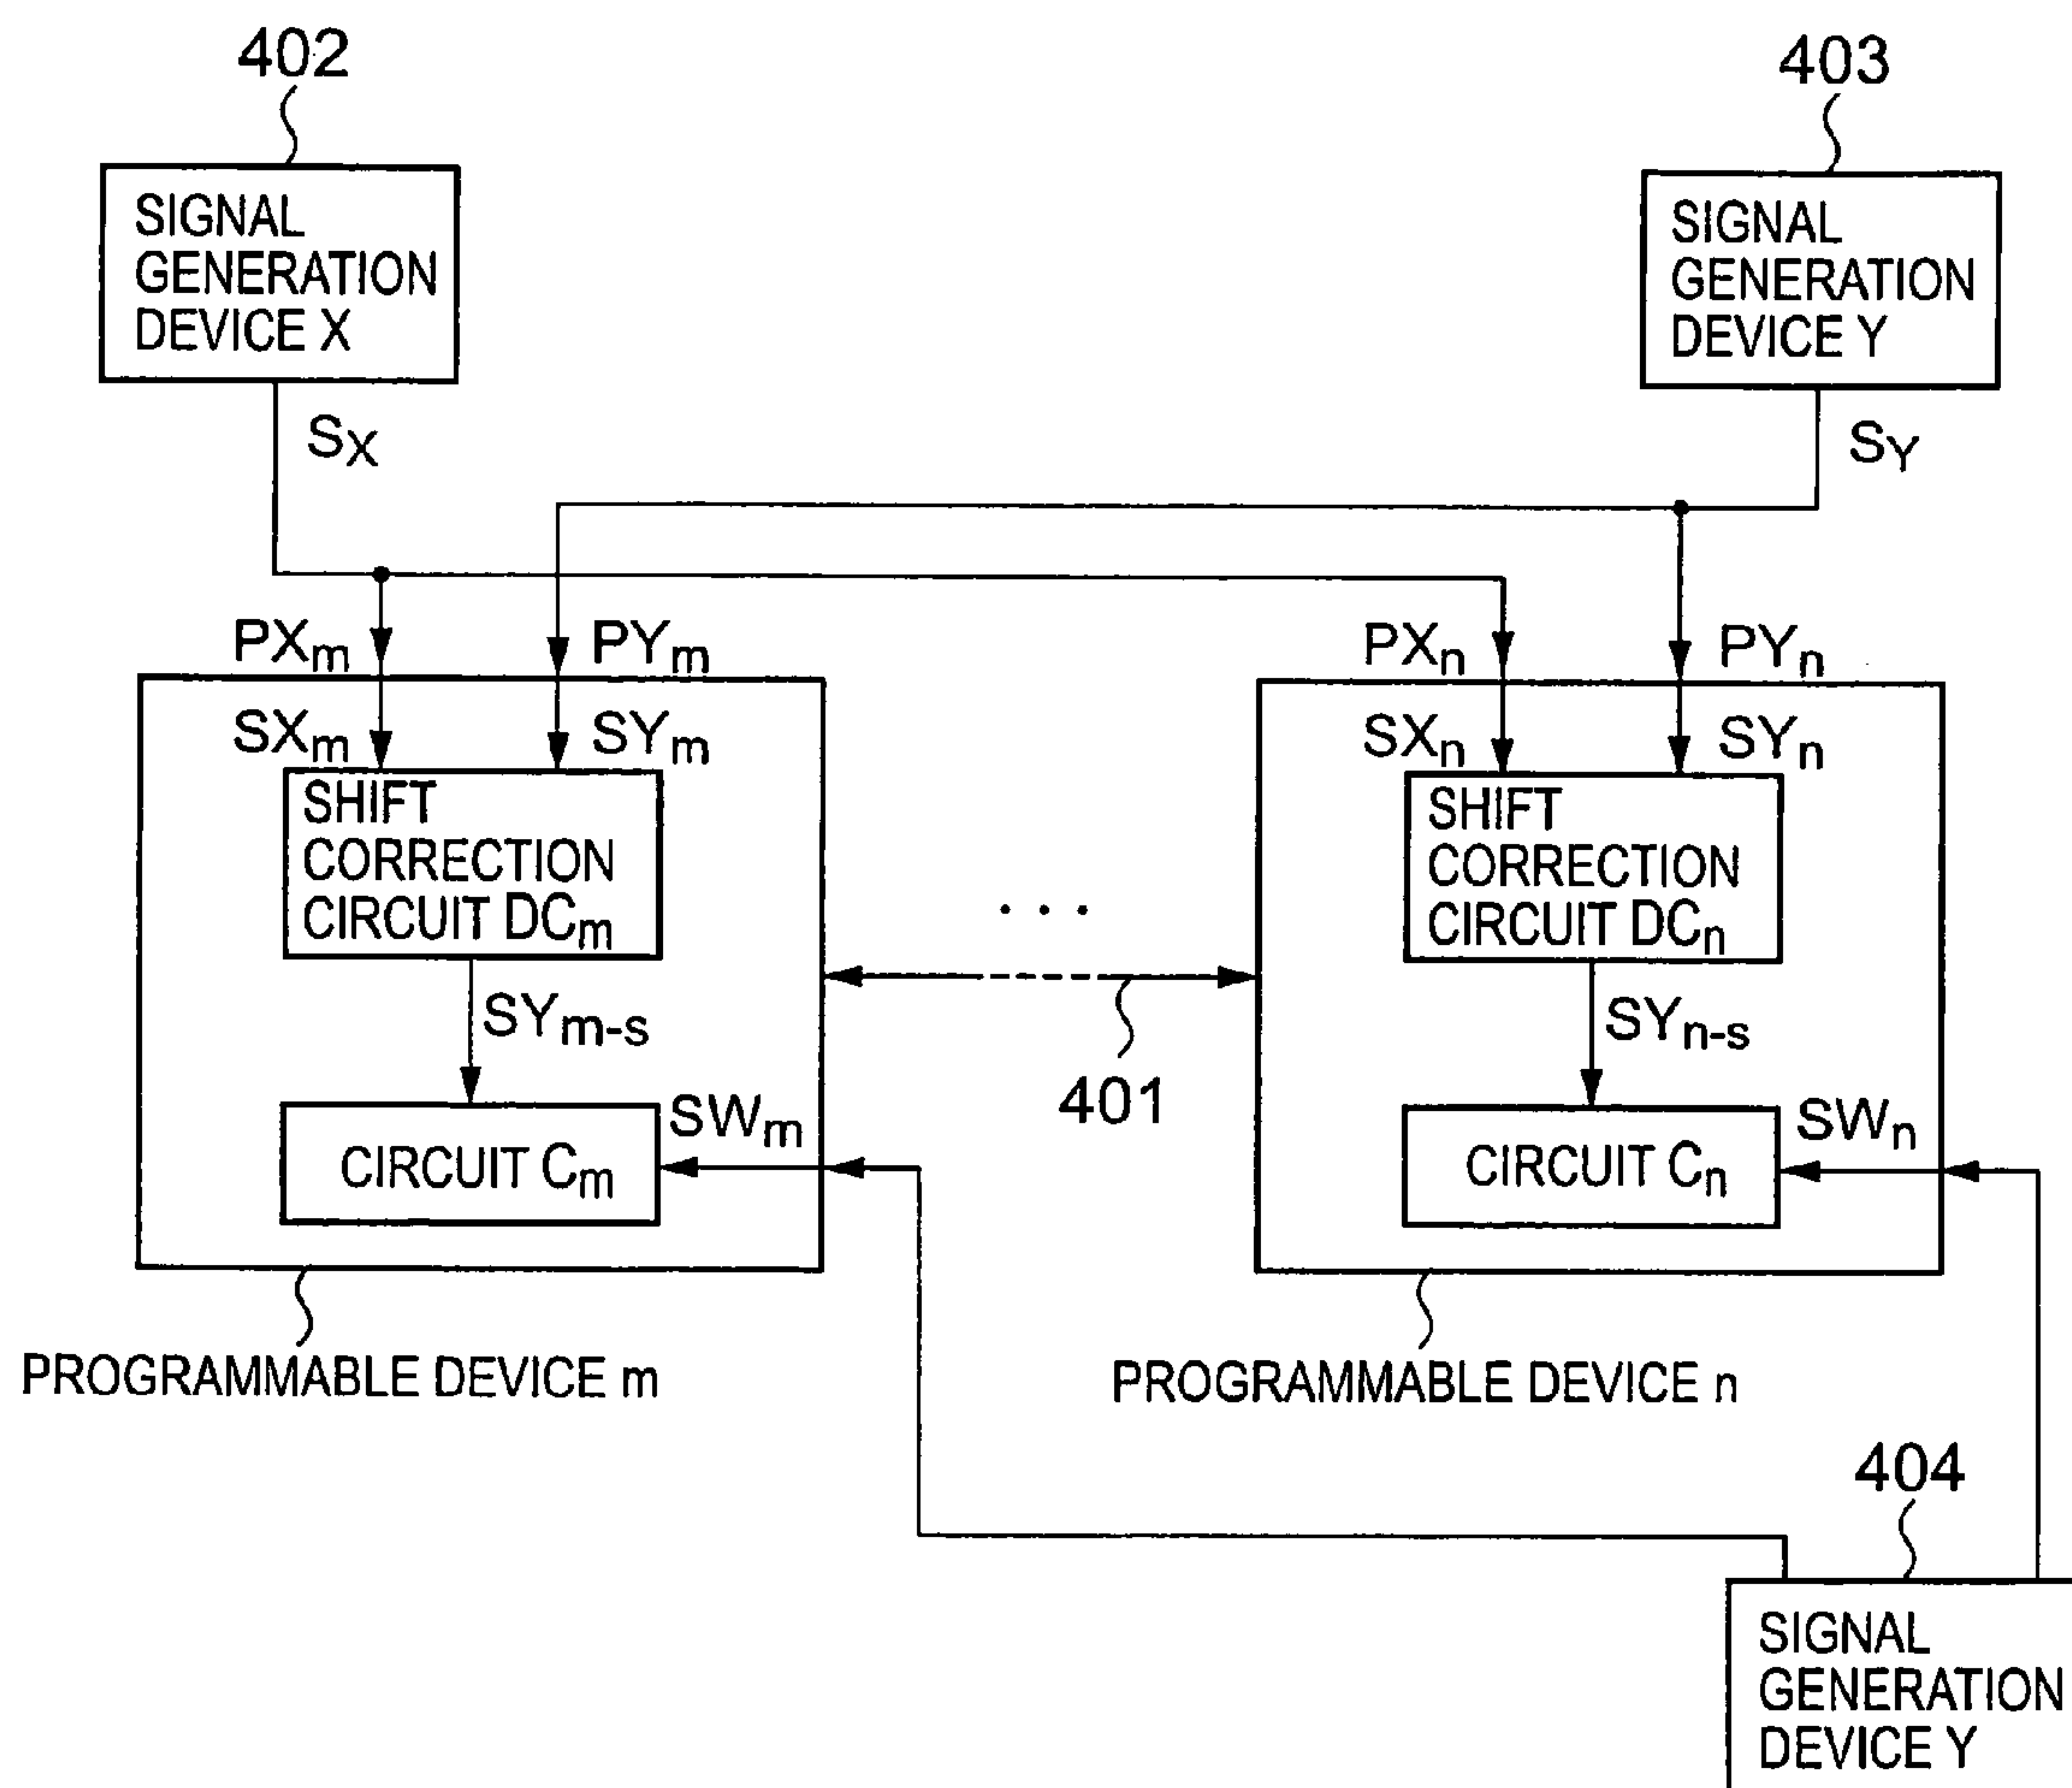 402
403
SIGNAL
GENERATION
DEVICE X
SIGNAL
GENERATION
DEVICE Y
SX
SY
PXm
PYm
PXn
PYn
SXm
SYm
SXn
SYn
SHIFT
CORRECTION
CIRCUIT DCm
SHIFT
CORRECTION
CIRCUIT DCn
. . .
401
SYm-s
SYn-s
CIRCUIT Cm
SWm
CIRCUIT Cn
SWn
PROGRAMMABLE DEVICE m
PROGRAMMABLE DEVICE n
404
SIGNAL
GENERATION
DEVICE Y